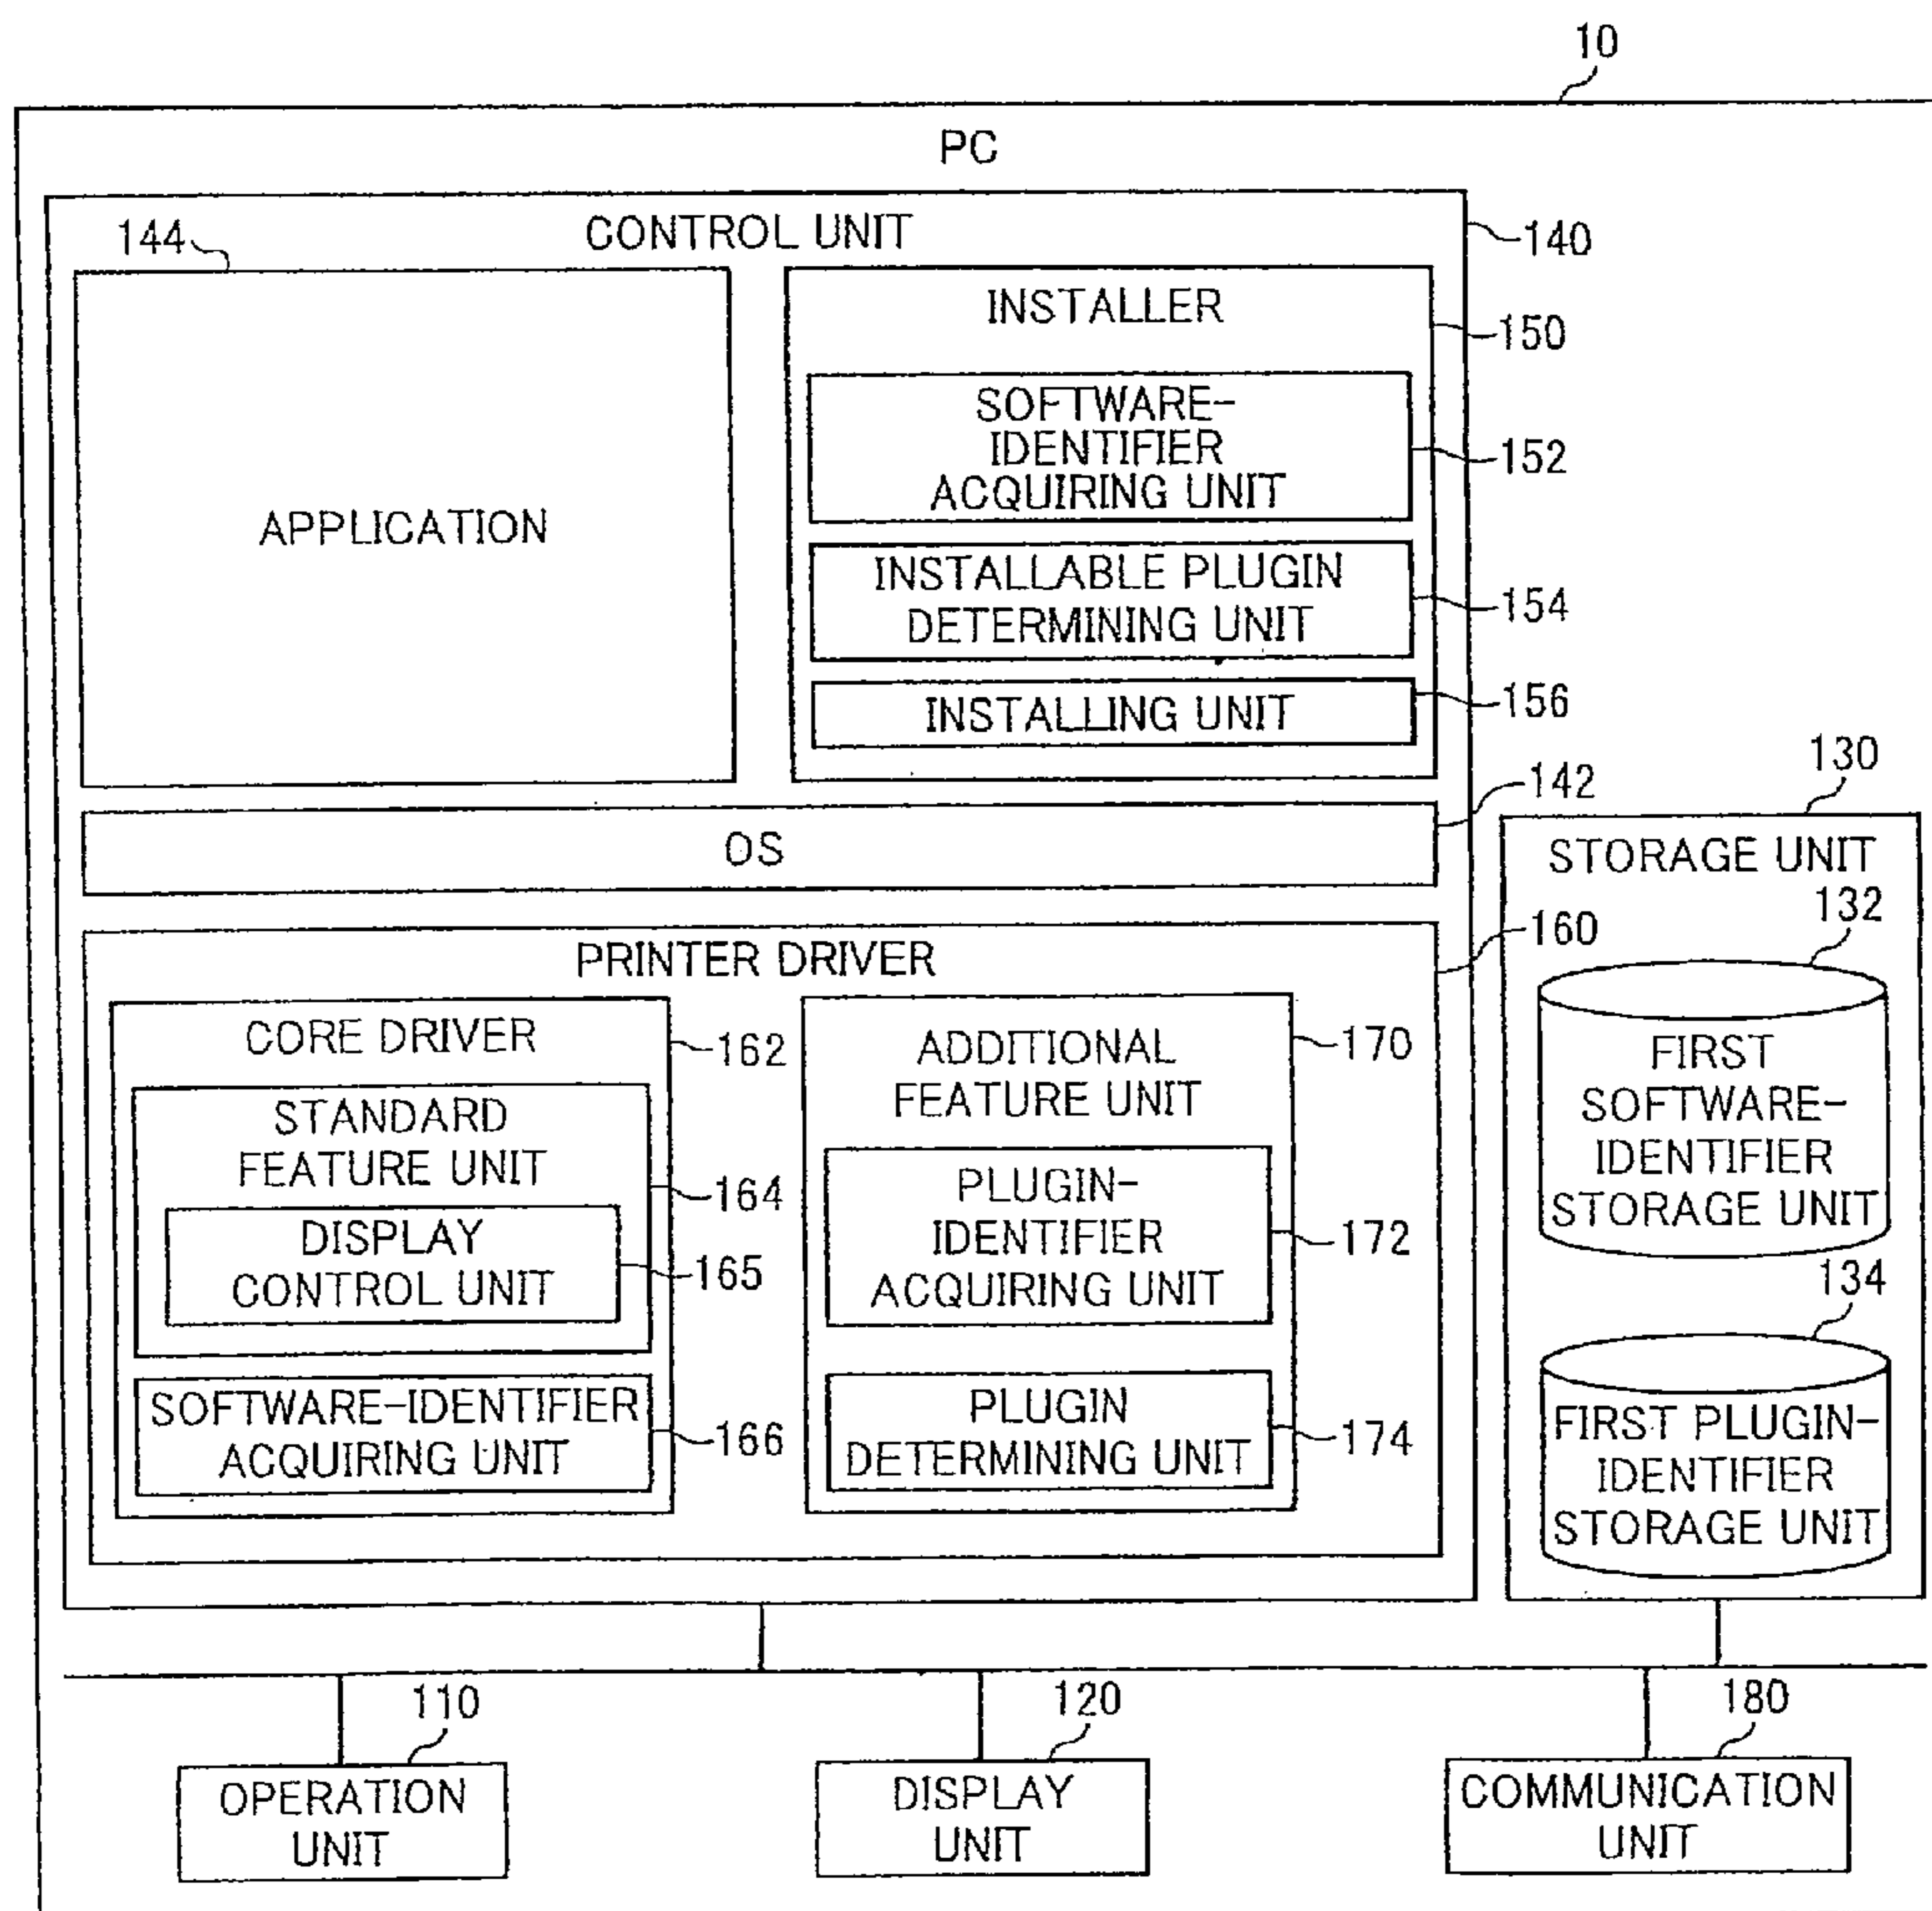 10
PC
CONTROL UNIT
140
144
APPLICATION
INSTALLER
150
SOFTWARE-
IDENTIFIER
ACQUIRING UNIT
152
INSTALLABLE PLUGIN
DETERMINING UNIT
154
INSTALLING UNIT
156
OS
142
130
STORAGE UNIT
132
FIRST
SOFTWARE-
IDENTIFIER
STORAGE UNIT
134
FIRST PLUGIN-
IDENTIFIER
STORAGE UNIT
PRINTER DRIVER
160
CORE DRIVER
162
STANDARD
FEATURE UNIT
164
DISPLAY
CONTROL UNIT
165
SOFTWARE-IDENTIFIER
ACQUIRING UNIT
166
ADDITIONAL
FEATURE UNIT
170
PLUGIN-
IDENTIFIER
ACQUIRING UNIT
172
PLUGIN
DETERMINING UNIT
174
110
OPERATION
UNIT
120
DISPLAY
UNIT
180
COMMUNICATION
UNIT